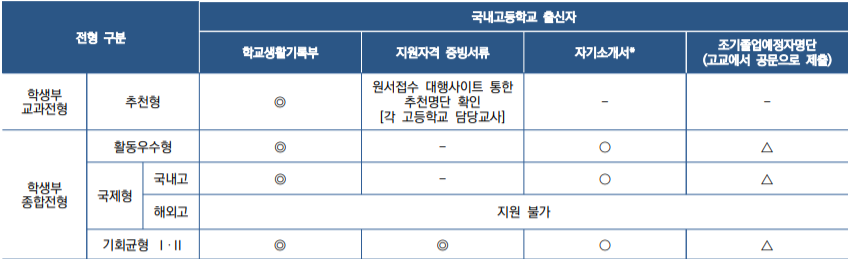 전형 구분
국내고등학교 출신자
학교생활기록부
지원자격 증빙서류
자기소개서*
조기졸업예정자명단
(고교에서 공문으로 제출)
학생부
교과전형
추천형
◎
원서접수 대행사이트 통한
추천명단 확인
[각 고등학교 담당교사]
-
-
학생부
종합전형
활동우수형
◎
-
○
△
국제형
국내고
◎
-
○
△
해외고
지원 불가
기회균형 Ⅰ·Ⅱ
◎
◎
○
△